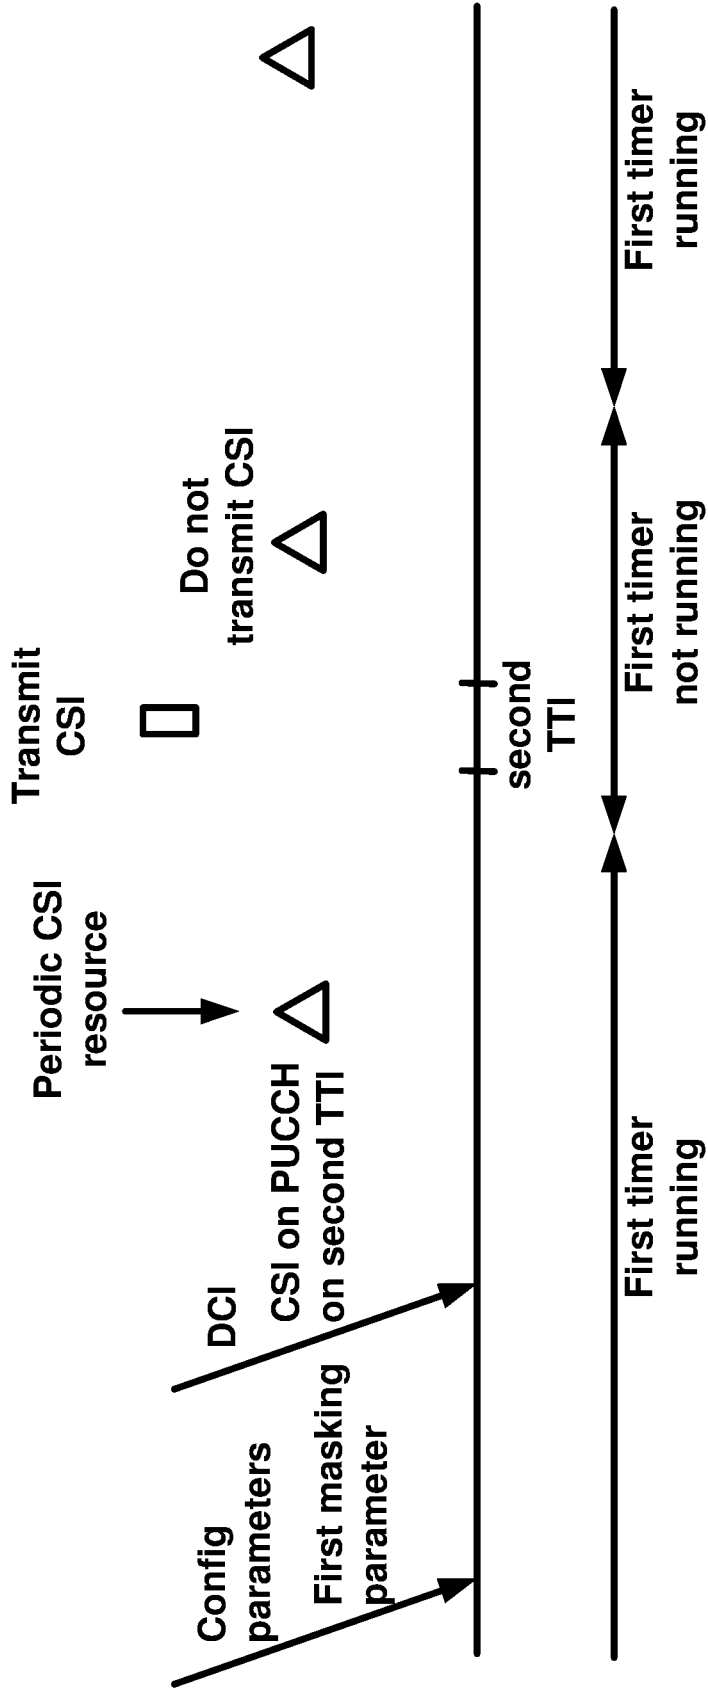 Config
parameters
First masking
parameter
DCI
CSI on PUCCH
on second TTI
Periodic CSI
resource
Transmit
CSI
Do not
transmit CSI
second
TTI
First timer
running
First timer
not running
First timer
running